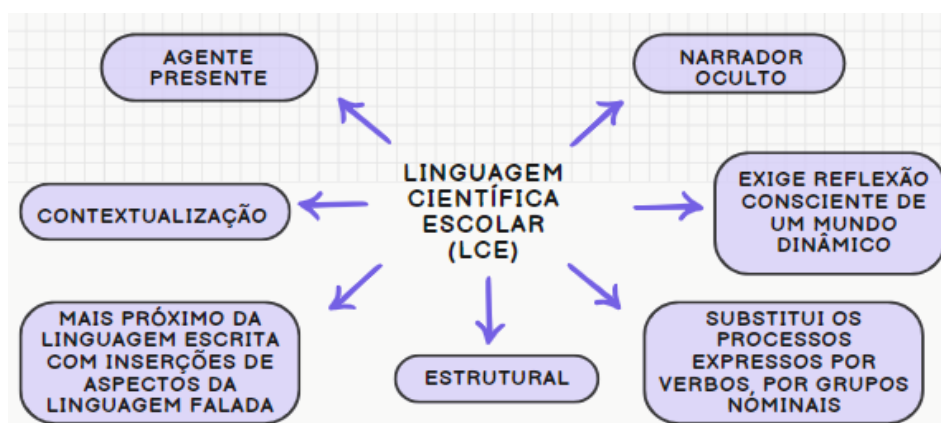 AGENTE
PRESENTE
NARRADOR
OCULTO
LINGUAGEM
CIENTÍFICA
ESCOLAR
(LCE)
CONTEXTUALIZAÇÃO
EXIGE REFLEXÃO
CONSCIENTE DE
UM MUNDO
DINÂMICO
MAIS PRÓXIMO DA
LINGUAGEM ESCRITA
COM INSERÇÕES DE
ASPECTOS DA
LINGUAGEM FALADA
ESTRUTURAL
SUBSTITUI OS
PROCESSOS
EXPRESSOS POR
VERBOS, POR GRUPOS
NÓMINAIS